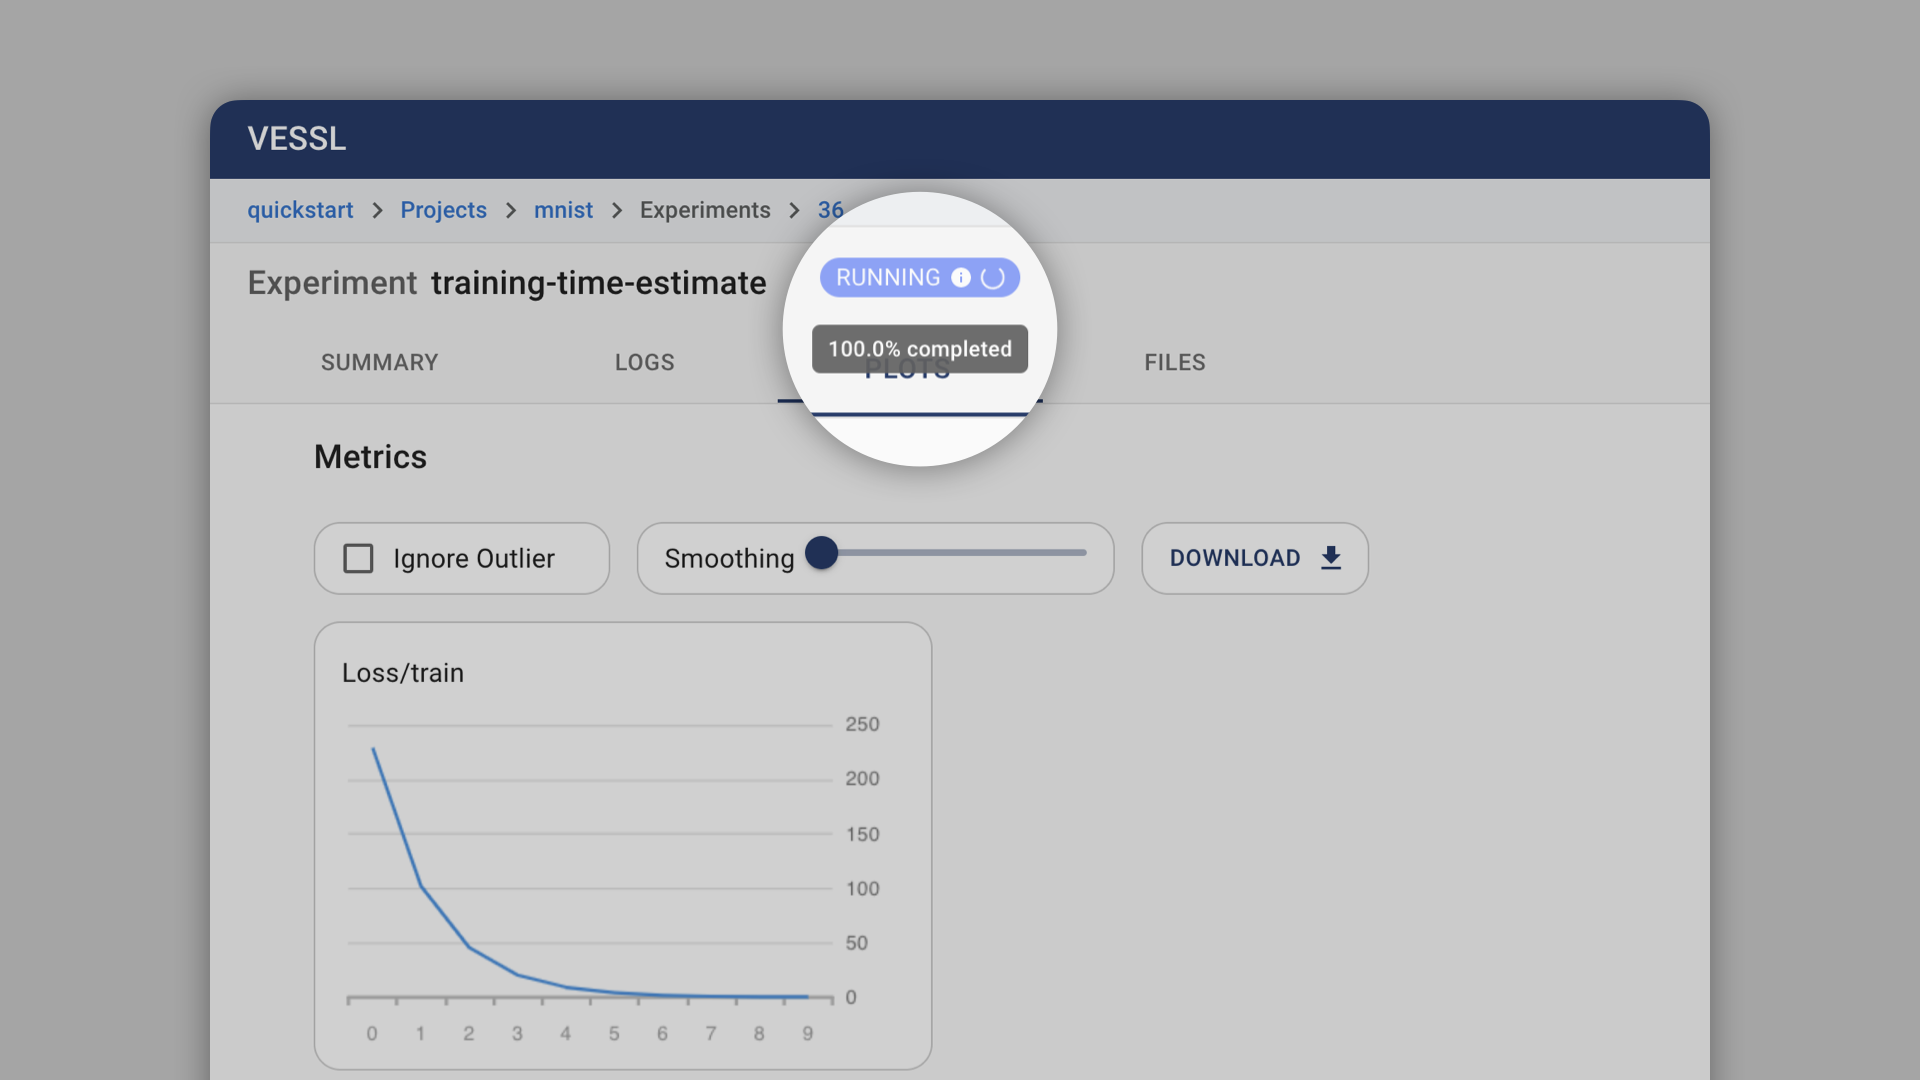 VESSL
quickstart > Projects > mnist > Experiments > 36
Experiment training-time-estimate
RUNNING
100.0% completed
SUMMARY LOGS PLOTS FILES
Metrics
Ignore Outlier Smoothing DOWNLOAD
Loss/train
250
200
150
100
50
0
0 1 2 3 4 5 6 7 8 9